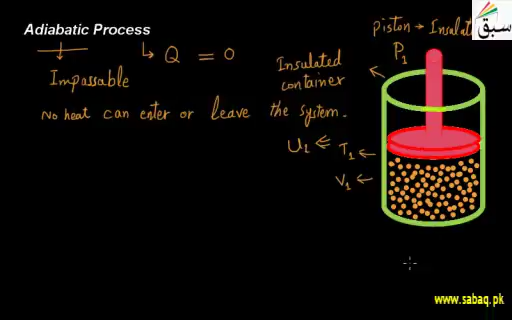 Adiabatic Process
Q = 0
Impassable
No heat can enter or leave the system.
Insulated
container
piston → Insulat
P1
U1 ⇐ T1 ←
V1 ←
سبق
www.sabaq.pk